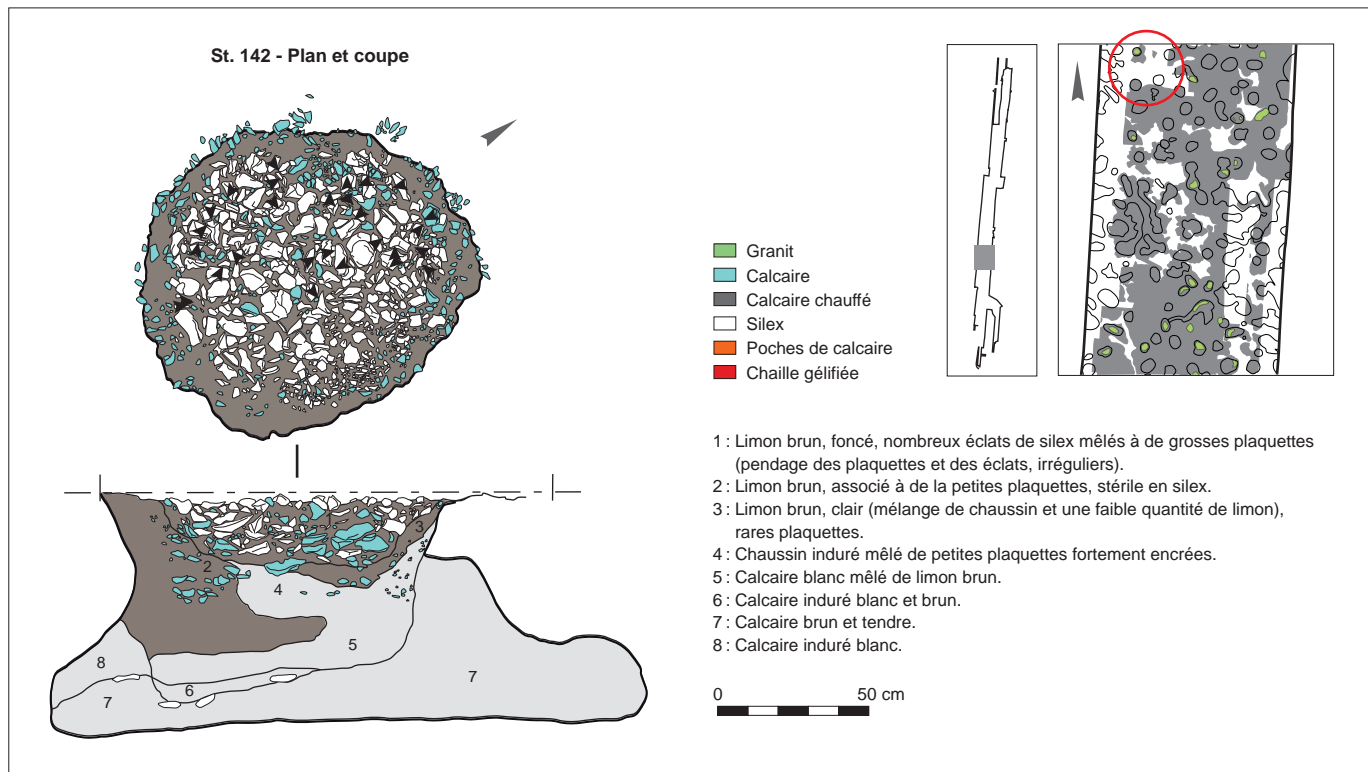 St. 142 - Plan et coupe
Granit
Calcaire
Calcaire chauffé
Silex
Poches de calcaire
Chaille gélifiée
1 : Limon brun, foncé, nombreux éclats de silex mêlés à de grosses plaquettes
(pendage des plaquettes et des éclats, irréguliers).
2 : Limon brun, associé à de la petites plaquettes, stérile en silex.
3 : Limon brun, clair (mélange de chaussin et une faible quantité de limon),
rares plaquettes.
4 : Chaussin induré mêlé de petites plaquettes fortement encrées.
5 : Calcaire blanc mêlé de limon brun.
6 : Calcaire induré blanc et brun.
7 : Calcaire brun et tendre.
8 : Calcaire induré blanc.
0 50 cm
1
3
2
4
5
8
6
7
7